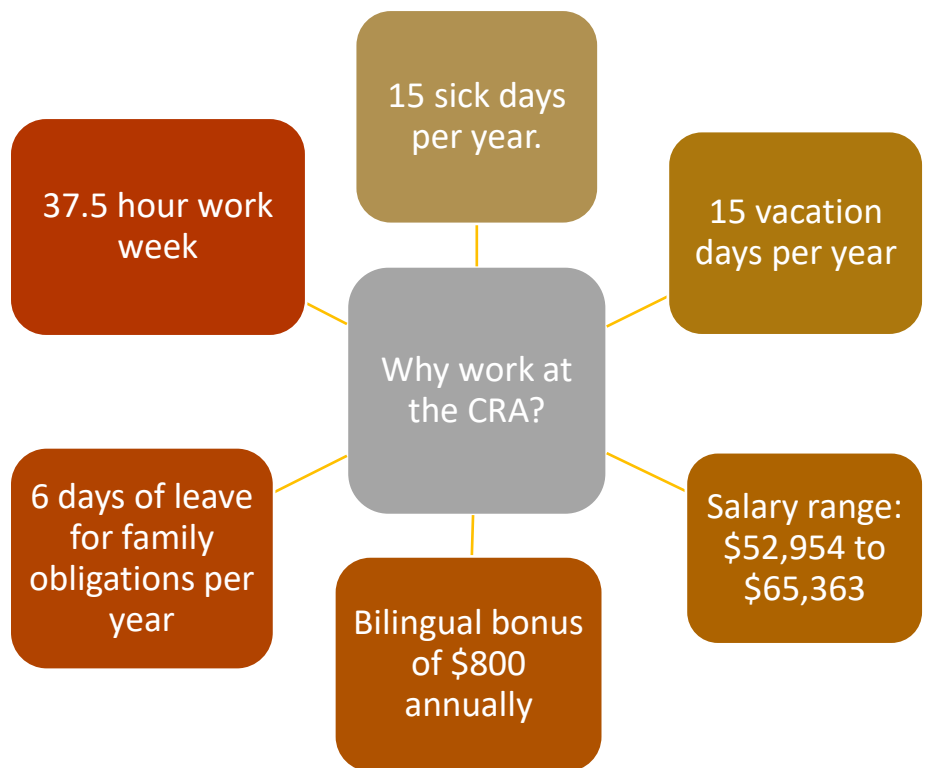 15 sick days
per year.
37.5 hour work
week
15 vacation
days per year
Why work at
the CRA?
6 days of leave
for family
obligations per
year
Salary range:
$52,954 to
$65,363
Bilingual bonus
of $800
annually